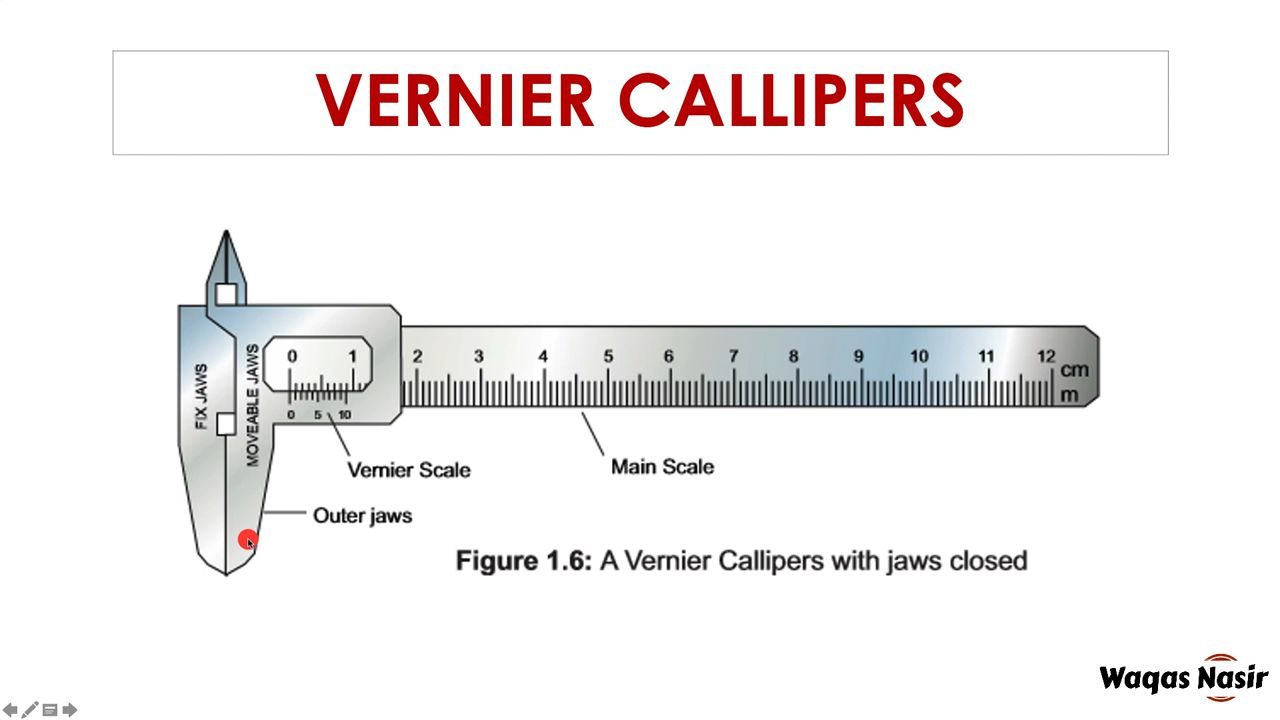 VERNIER CALLIPERS
FIX JAWS
MOVEABLE JAWS
0 1 2 3 4 5 6 7 8 9 10 11 12 cm
m
0 5 10
Vernier Scale
Main Scale
Outer jaws
Figure 1.6: A Vernier Callipers with jaws closed
Waqas Nasir